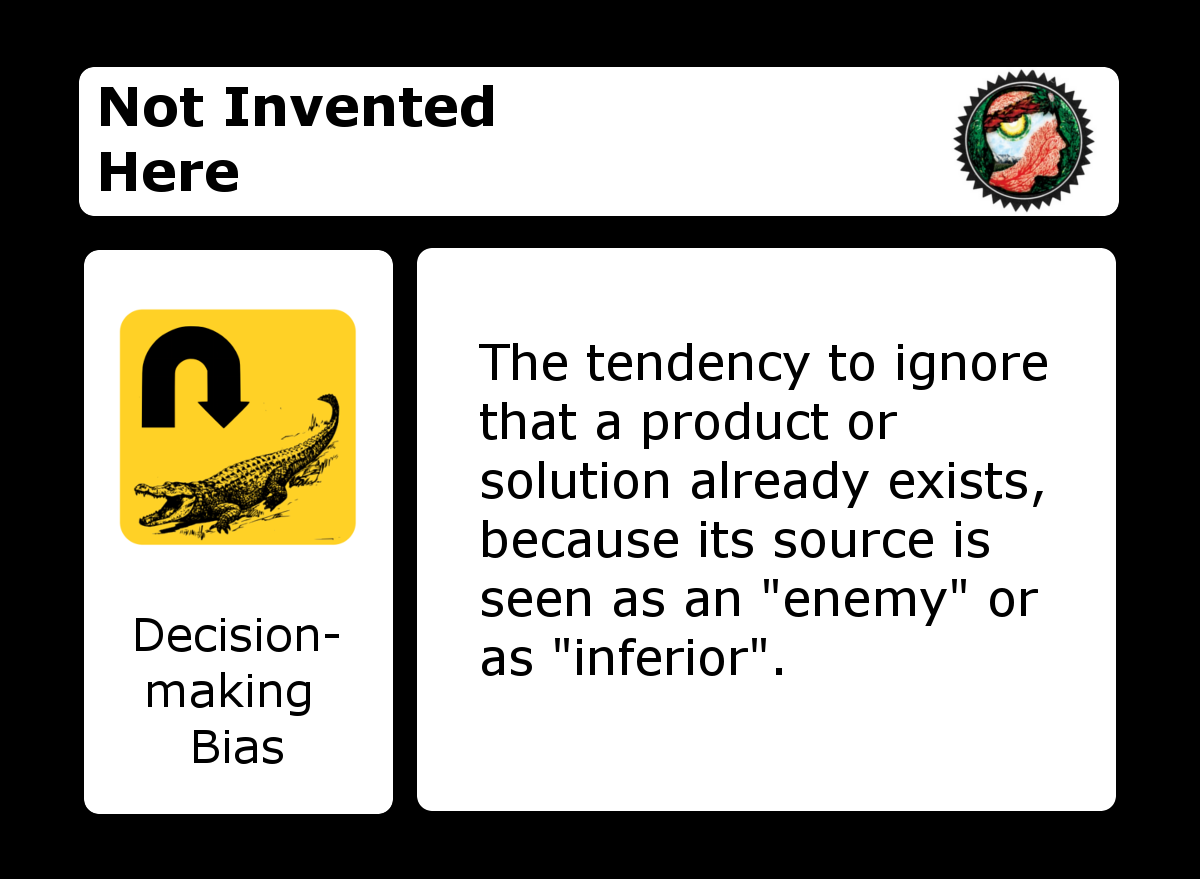 Not Invented
Here
Decision-
making
Bias
The tendency to ignore
that a product or
solution already exists,
because its source is
seen as an "enemy" or
as "inferior".